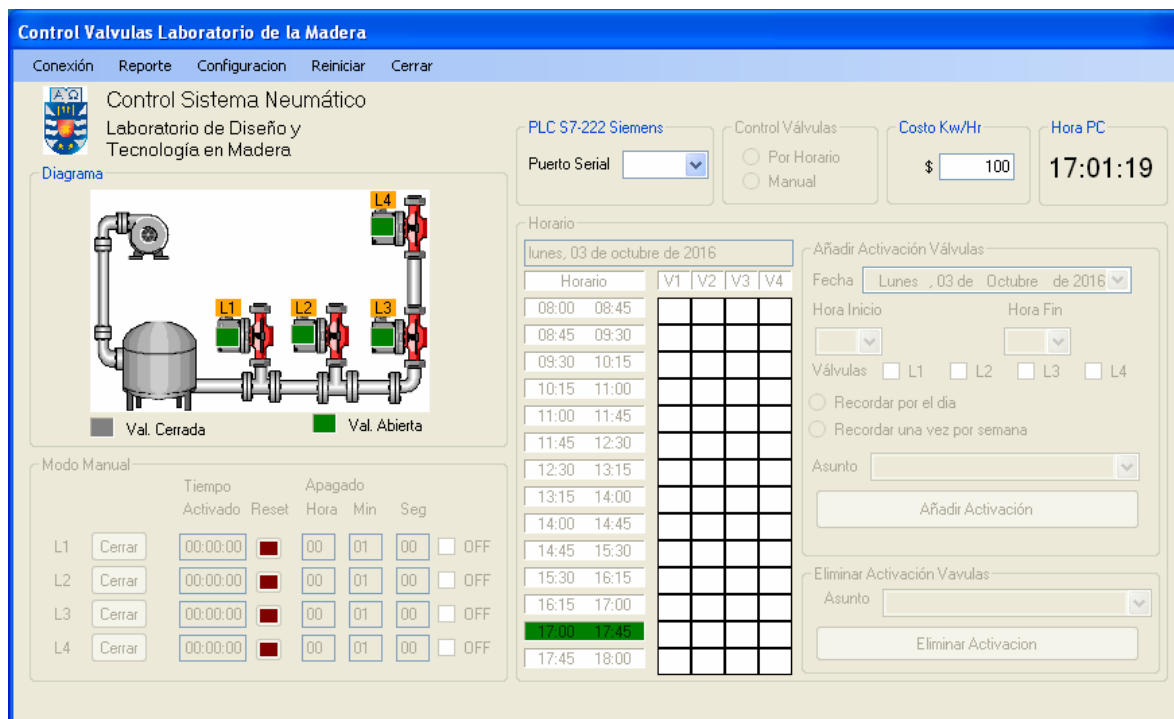 Control Valvulas Laboratorio de la Madera
Conexión Reporte Configuracion Reiniciar Cerrar
Control Sistema Neumático
Laboratorio de Diseño y
Tecnología en Madera
Diagrama
L4
L1 L2 L3
Val. Cerrada Val. Abierta
Modo Manual
Tiempo Apagado
Activado Reset Hora Min Seg
L1 Cerrar 00:00:00 00 01 00 OFF
L2 Cerrar 00:00:00 00 01 00 OFF
L3 Cerrar 00:00:00 00 01 00 OFF
L4 Cerrar 00:00:00 00 01 00 OFF
PLC S7-222 Siemens
Puerto Serial
Control Válvulas
Por Horario
Manual
Costo Kw/Hr
$ 100
Hora PC
17:01:19
Horario
lunes, 03 de octubre de 2016
Horario V1 V2 V3 V4
08:00 08:45
08:45 09:30
09:30 10:15
10:15 11:00
11:00 11:45
11:45 12:30
12:30 13:15
13:15 14:00
14:00 14:45
14:45 15:30
15:30 16:15
16:15 17:00
17:00 17:45
17:45 18:00
Añadir Activación Válvulas
Fecha Lunes , 03 de Octubre de 2016
Hora Inicio Hora Fin
Válvulas L1 L2 L3 L4
Recordar por el dia
Recordar una vez por semana
Asunto
Añadir Activación
Eliminar Activación Vavulas
Asunto
Eliminar Activacion